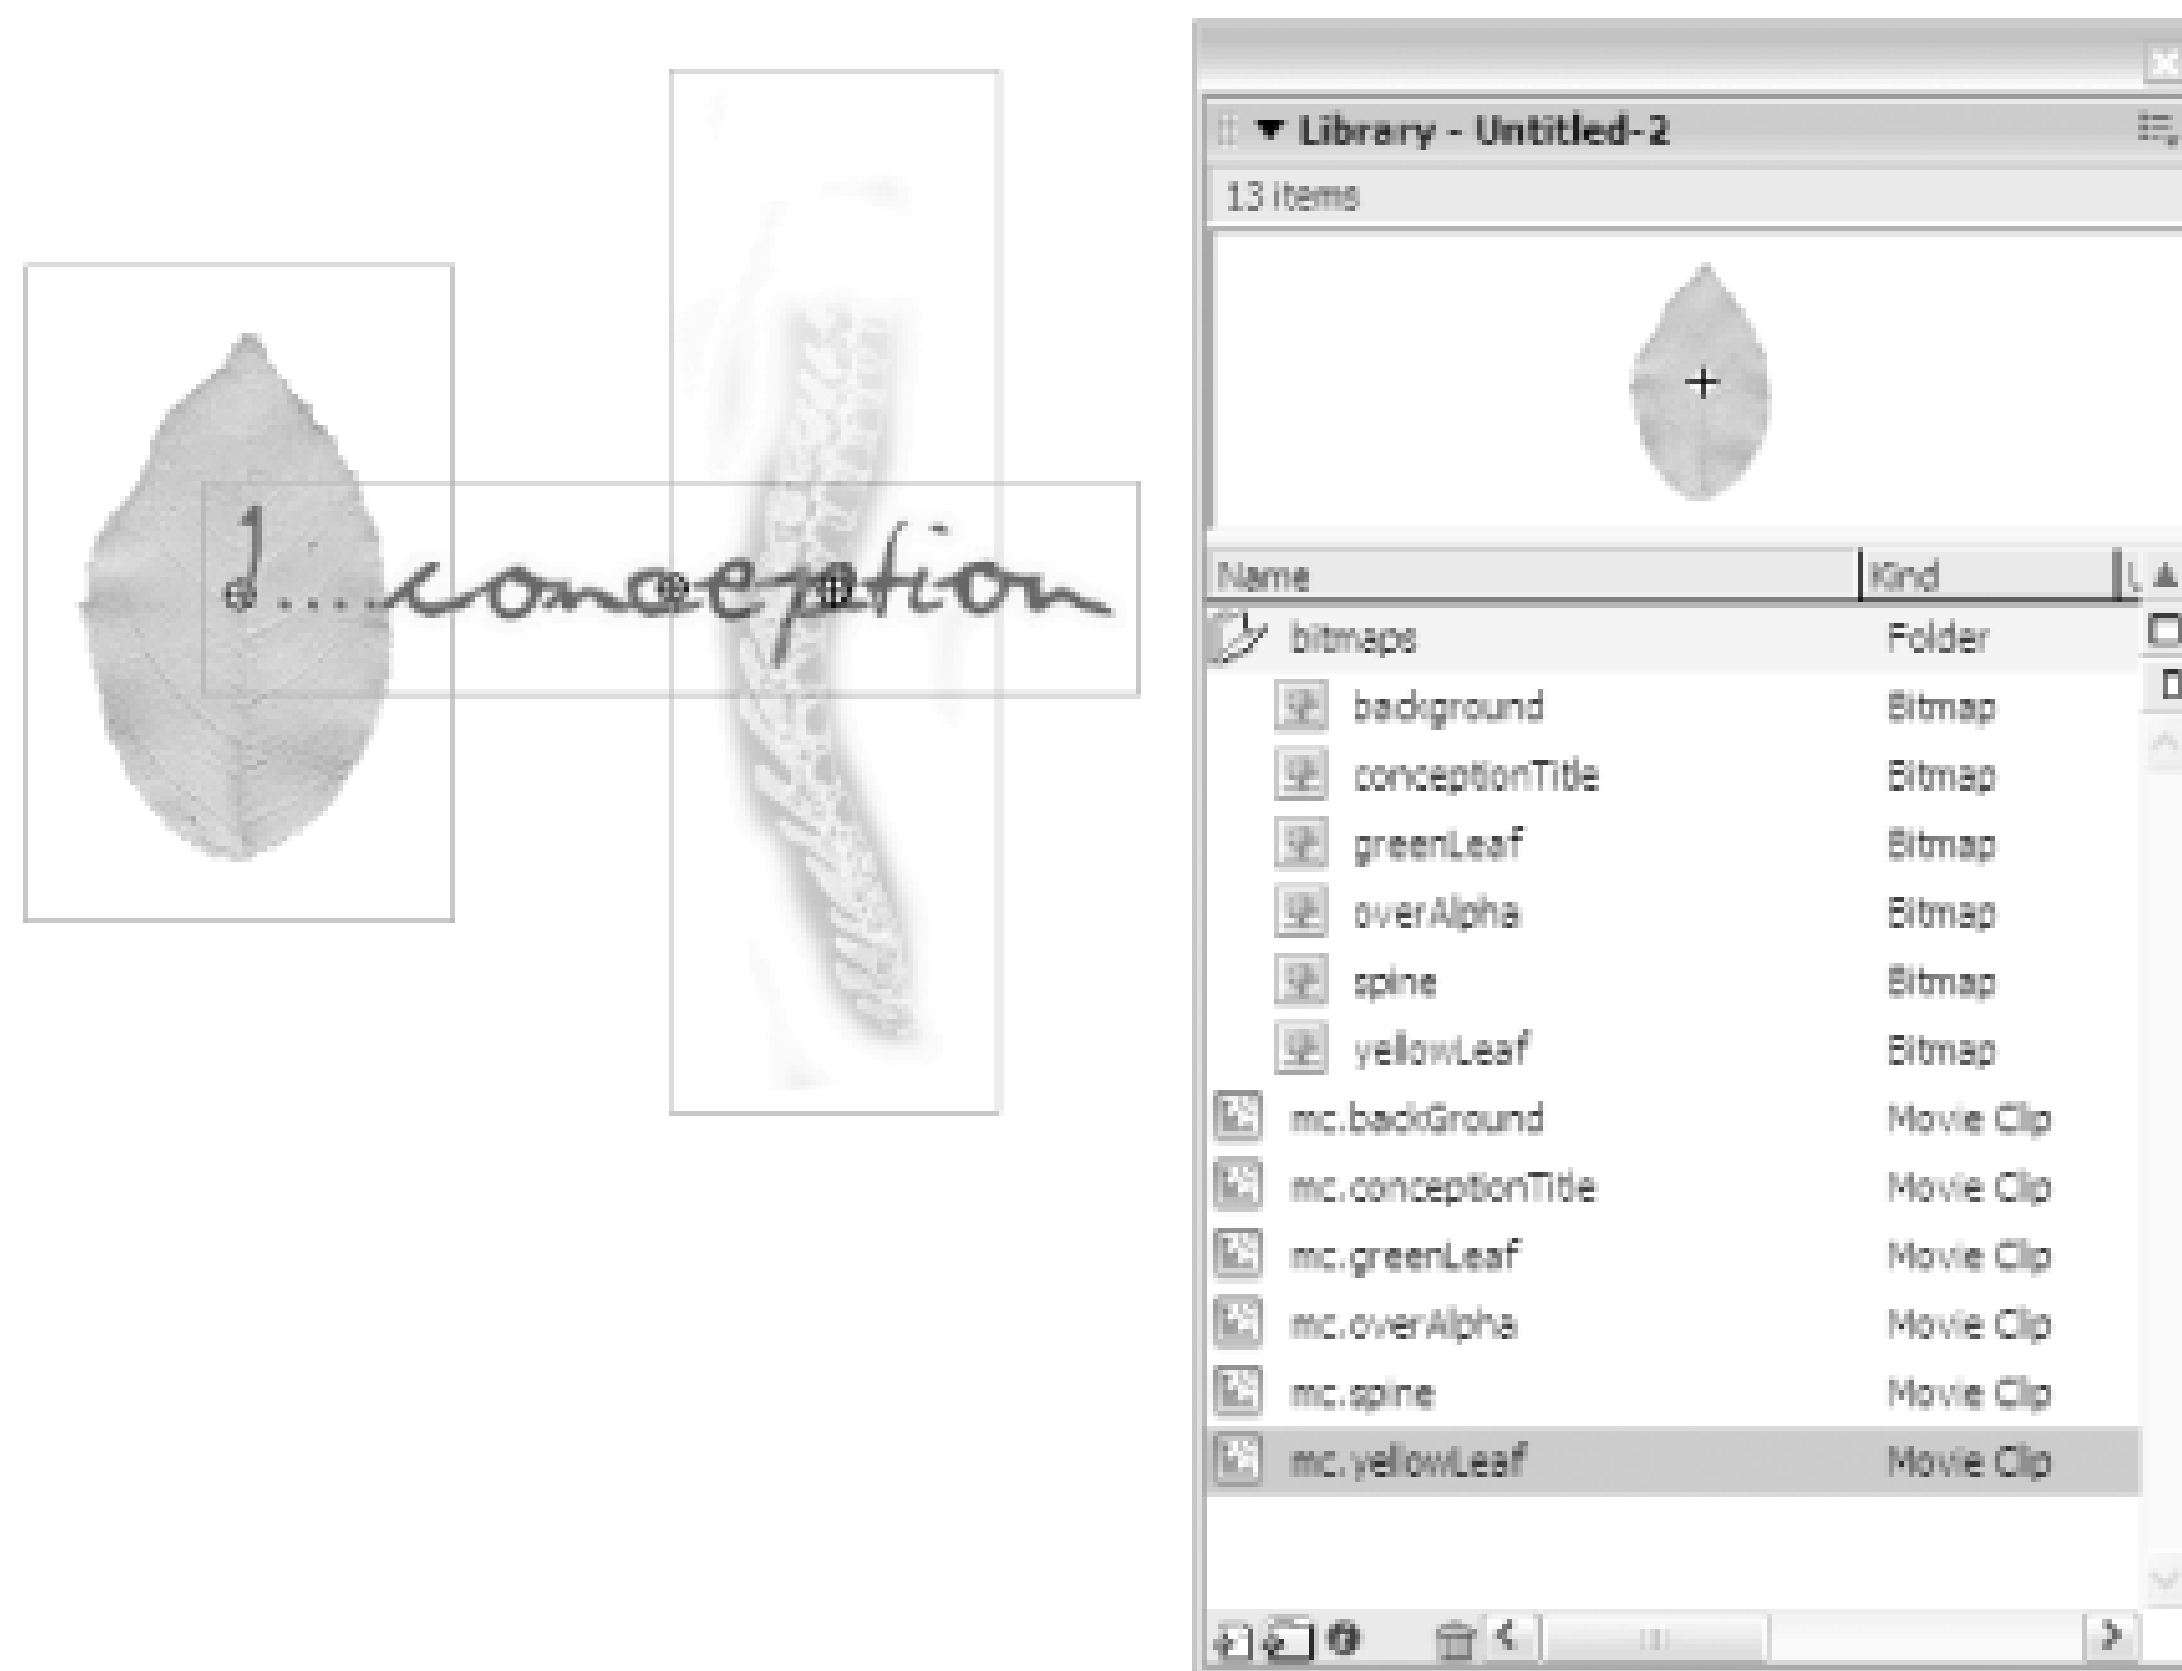 1....conception
Library - Untitled-2
13 items
Name Kind
bitmaps Folder
background Bitmap
conceptionTitle Bitmap
greenLeaf Bitmap
overAlpha Bitmap
spine Bitmap
yellowLeaf Bitmap
mc.backGround Movie Clip
mc.conceptionTitle Movie Clip
mc.greenLeaf Movie Clip
mc.overAlpha Movie Clip
mc.spine Movie Clip
mc.yellowLeaf Movie Clip